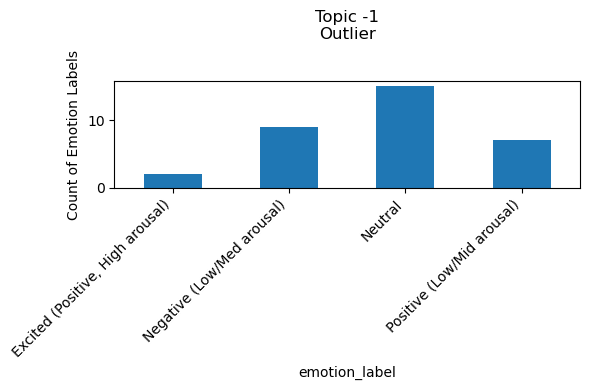 Topic -1
Outlier
Count of Emotion Labels
10
0
Excited (Positive, High arousal)
Negative (Low/Med arousal)
Neutral
Positive (Low/Mid arousal)
emotion_label